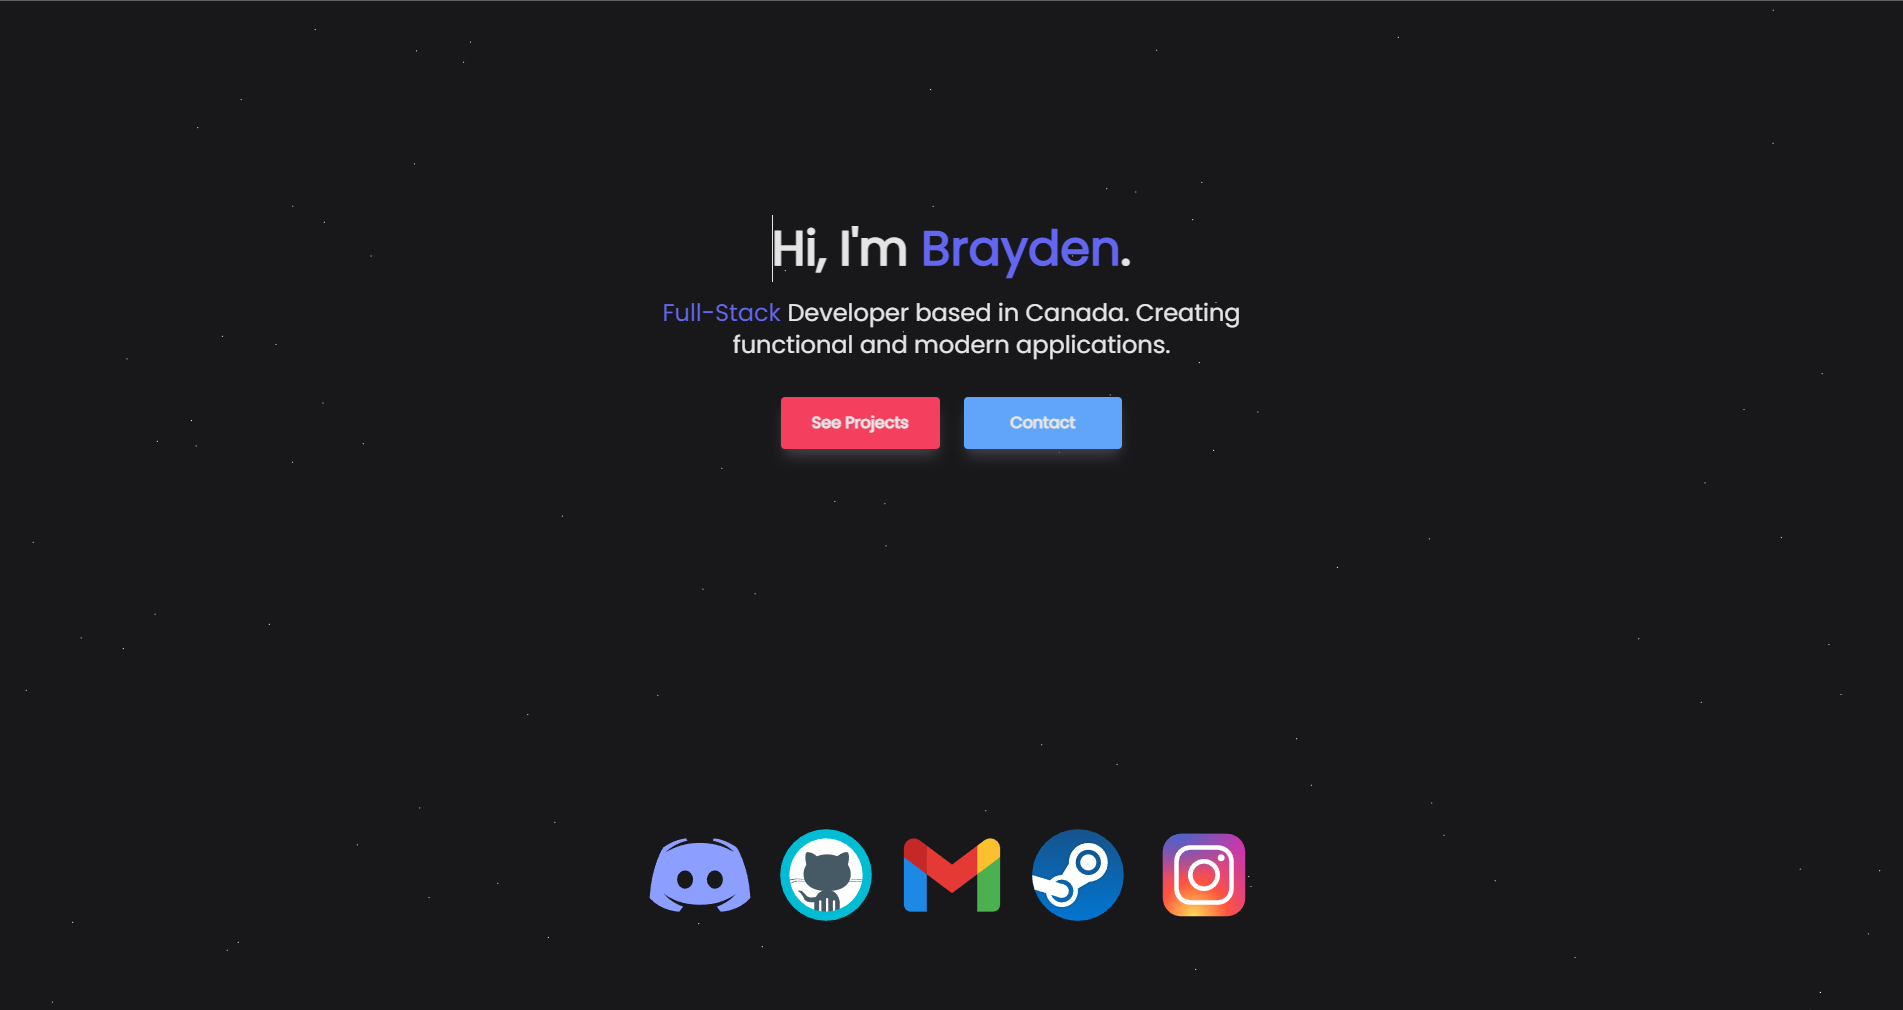 Hi, I'm Brayden.
Full-Stack Developer based in Canada. Creating
functional and modern applications.
See Projects
Contact